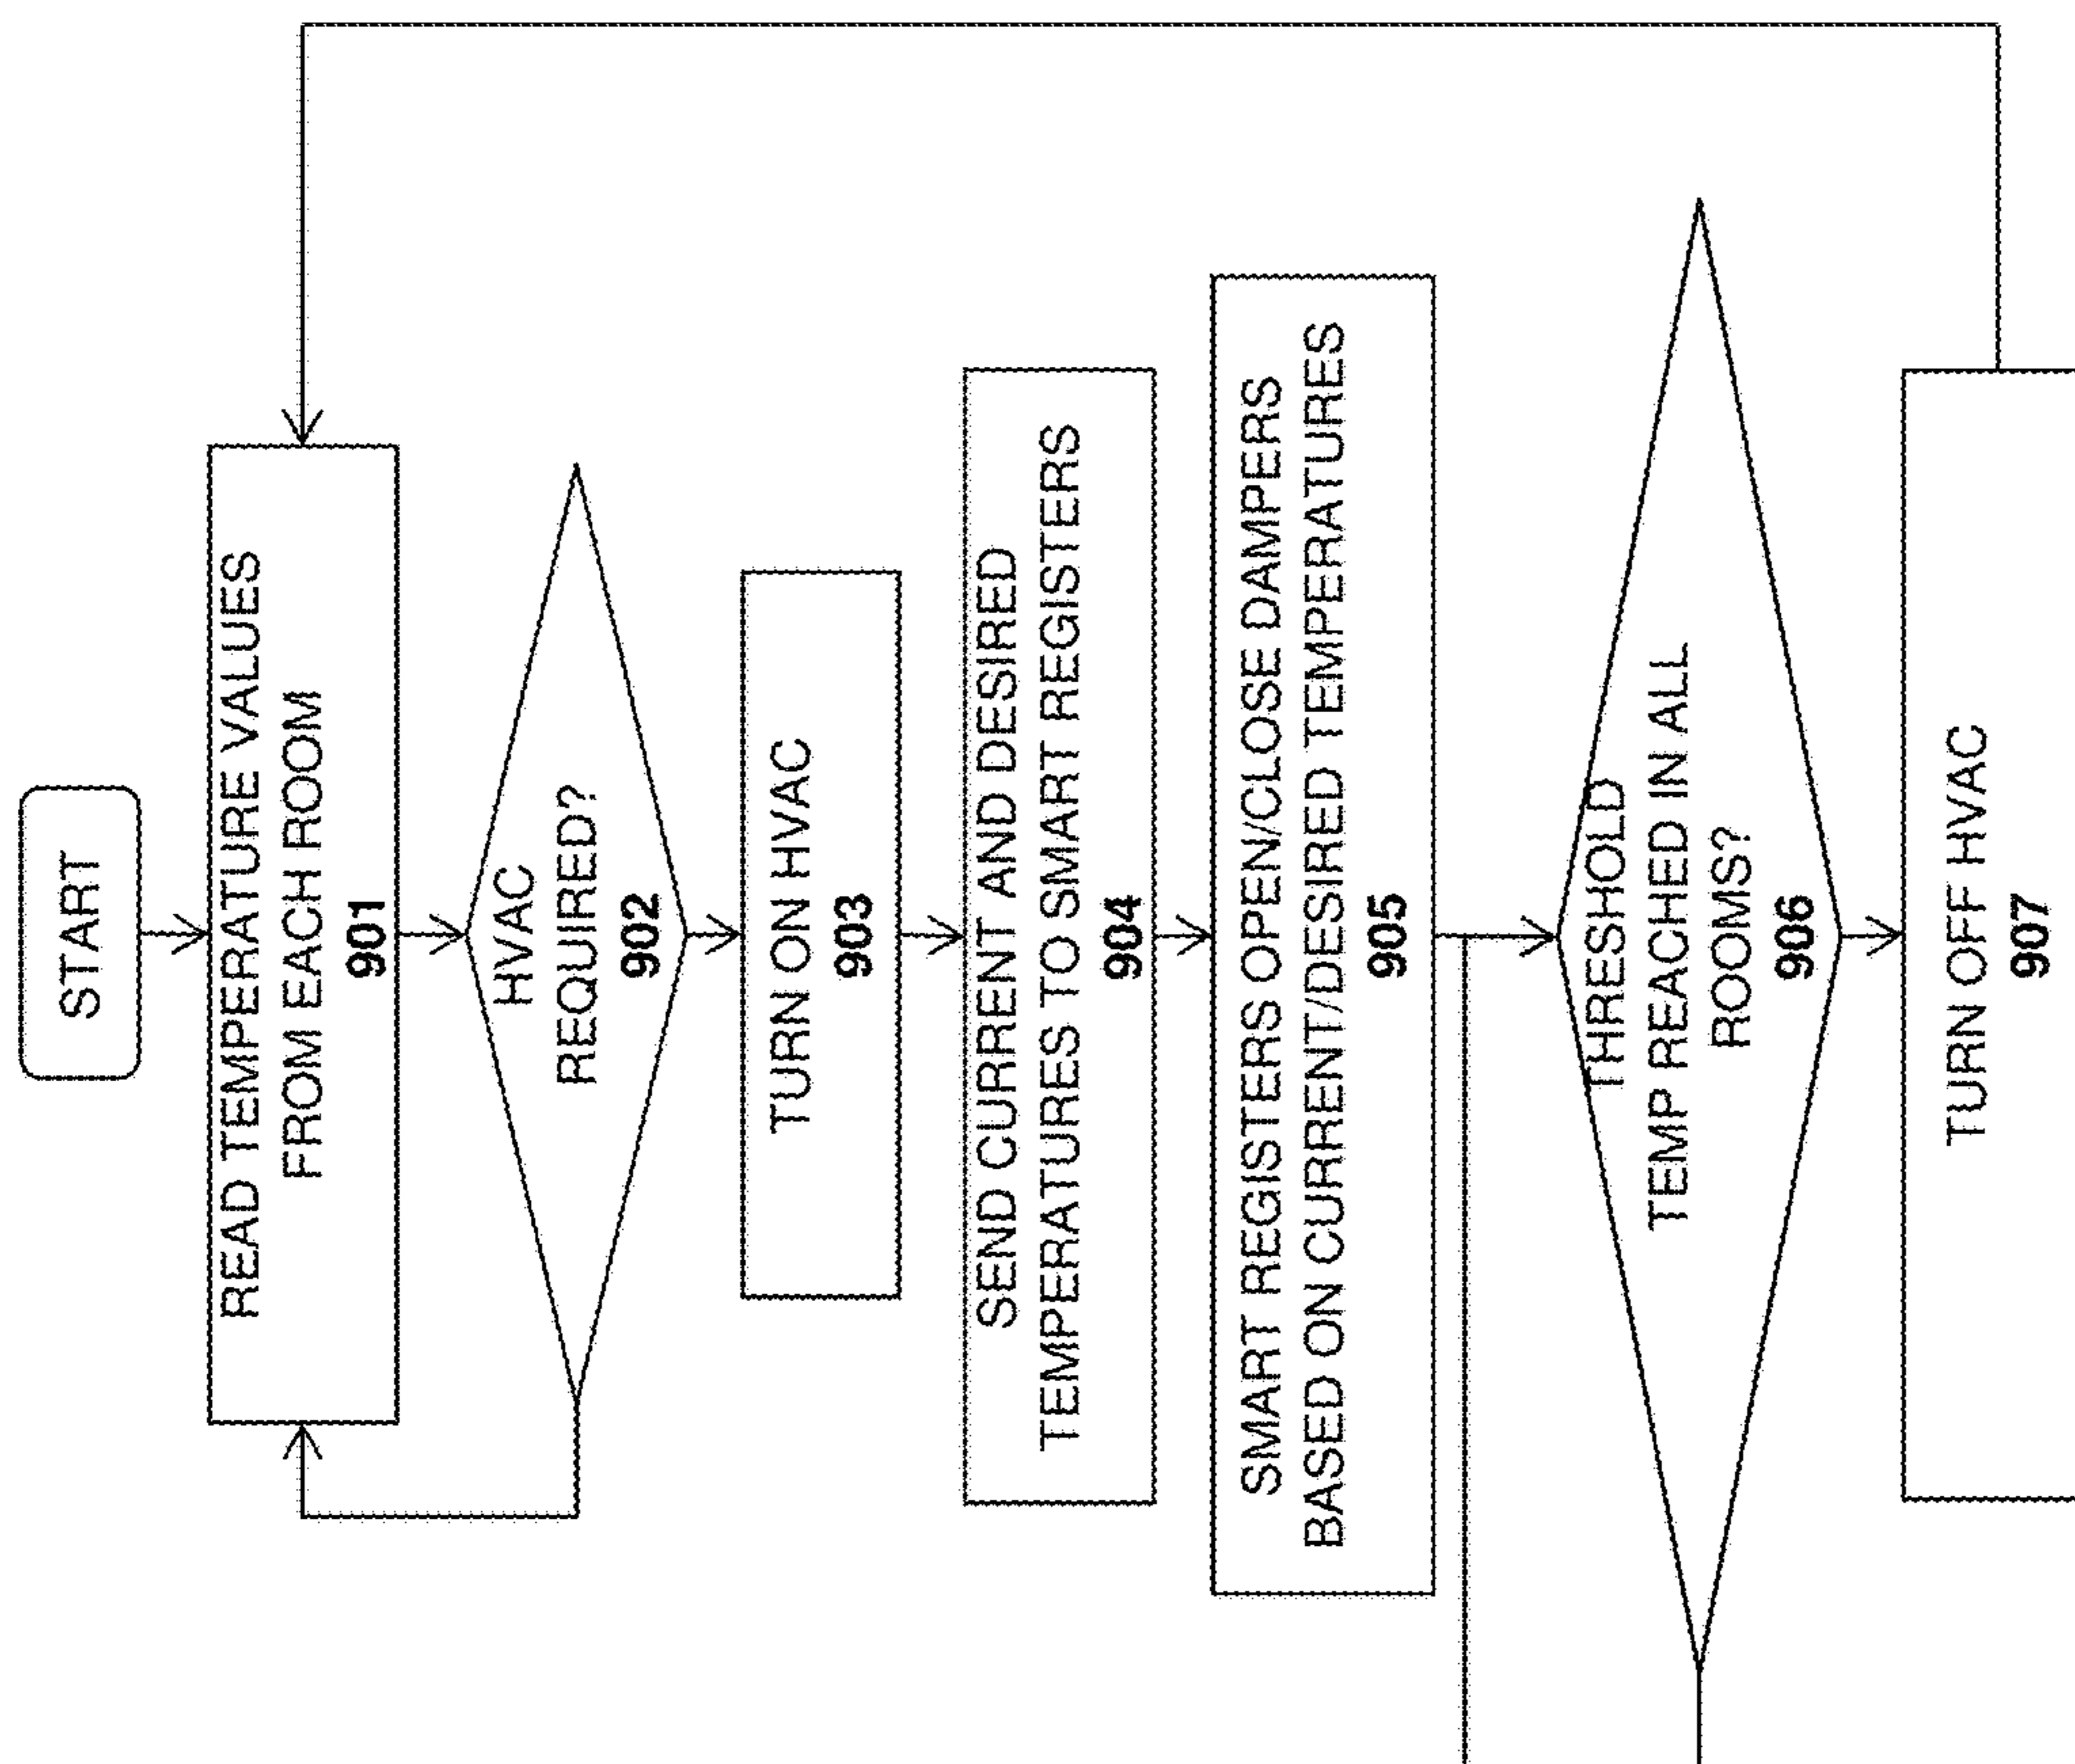 START
READ TEMPERATURE VALUES
FROM EACH ROOM
901
HVAC
REQUIRED?
902
TURN ON HVAC
903
SEND CURRENT AND DESIRED
TEMPERATURES TO SMART REGISTERS
904
SMART REGISTERS OPEN/CLOSE DAMPERS
BASED ON CURRENT/DESIRED TEMPERATURES
905
THRESHOLD
TEMP REACHED IN ALL
ROOMS?
906
TURN OFF HVAC
907